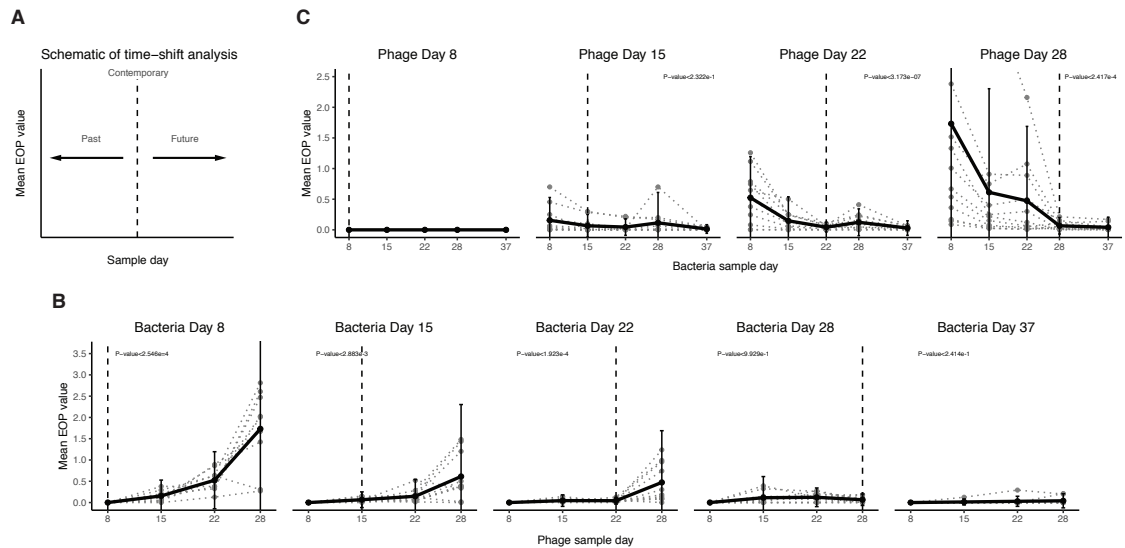 A
Schematic of time−shift analysis
Contemporary
Past
Future
Mean EOP value
Sample day
C
Phage Day 8
Phage Day 15
Phage Day 22
Phage Day 28
P−value<2.322e-1
P−value<3.173e−07
P−value<2.417e-4
Mean EOP value
2.5
2.0
1.5
1.0
0.5
0.0
8 15 22 28 37
8 15 22 28 37
8 15 22 28 37
8 15 22 28 37
Bacteria sample day
B
Bacteria Day 8
Bacteria Day 15
Bacteria Day 22
Bacteria Day 28
Bacteria Day 37
P−value<2.546e=4
P−value<2.883e-3
P−value<1.923e-4
P−value<9.929e-1
P−value<2.414e-1
Mean EOP value
3.5
3.0
2.5
2.0
1.5
1.0
0.5
0.0
8 15 22 28
8 15 22 28
8 15 22 28
8 15 22 28
8 15 22 28
Phage sample day